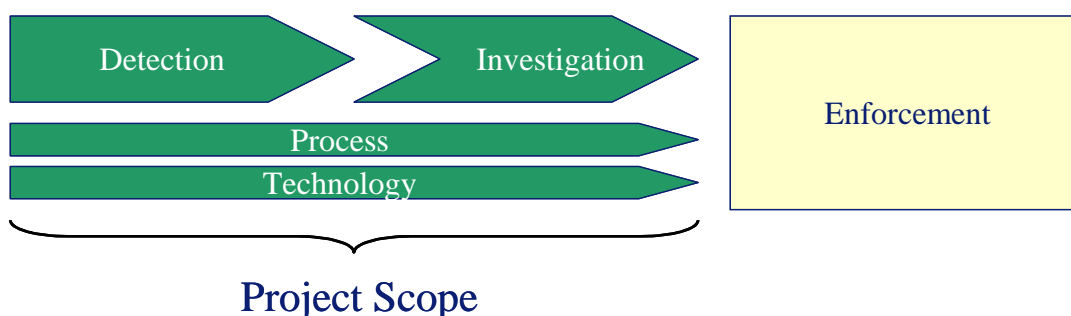 Detection
Investigation
Enforcement
Process
Technology
Project Scope